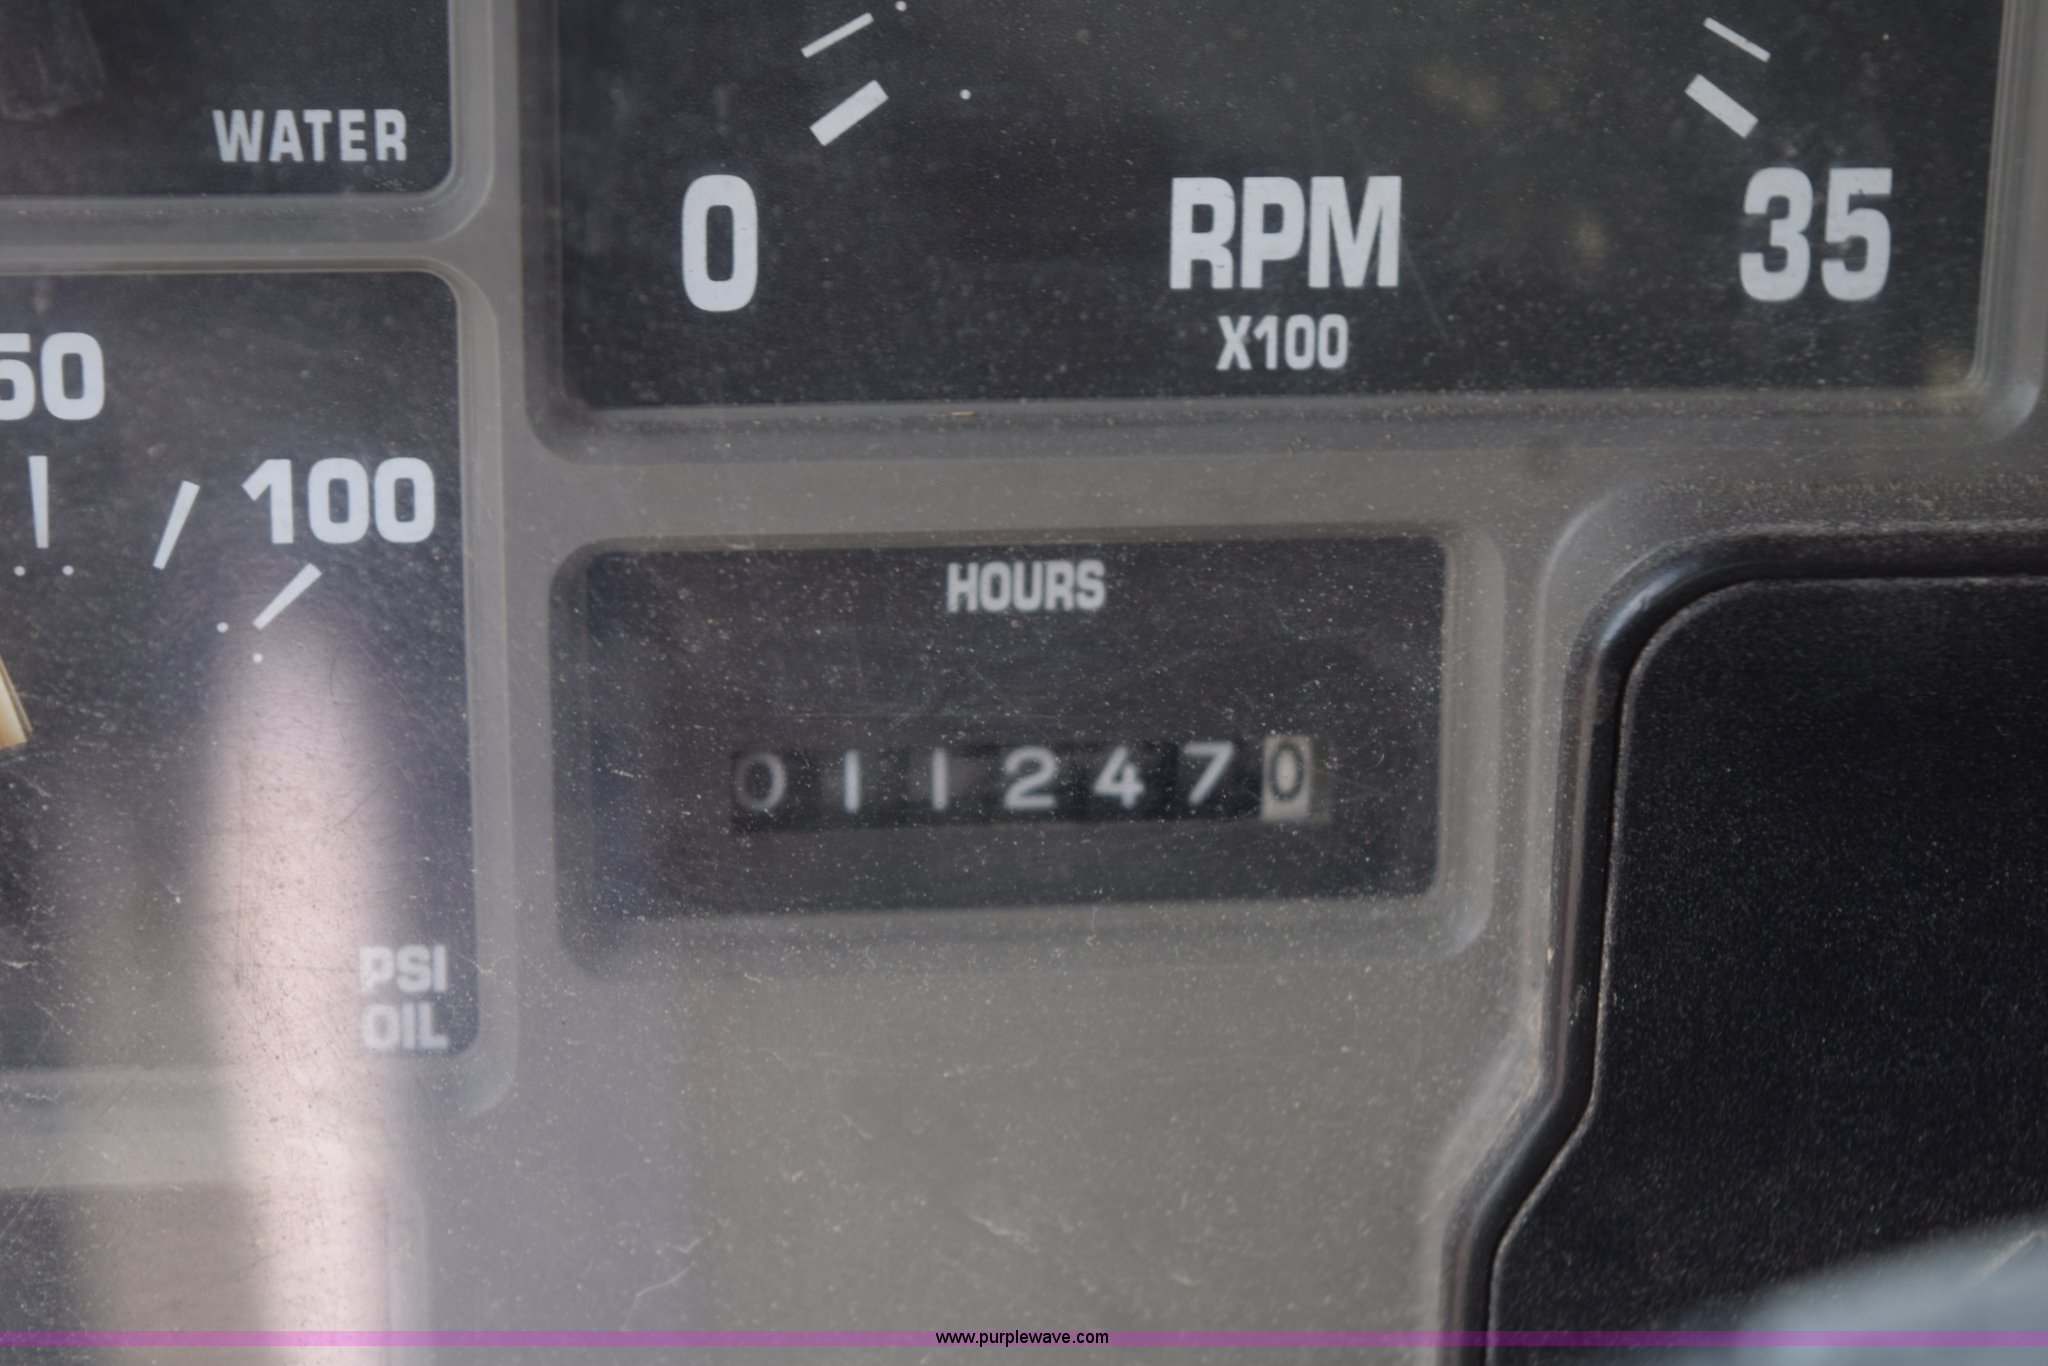 WATER
0
RPM
35
X100
50
100
HOURS
0112470
PSI
OIL
www.purplewave.com